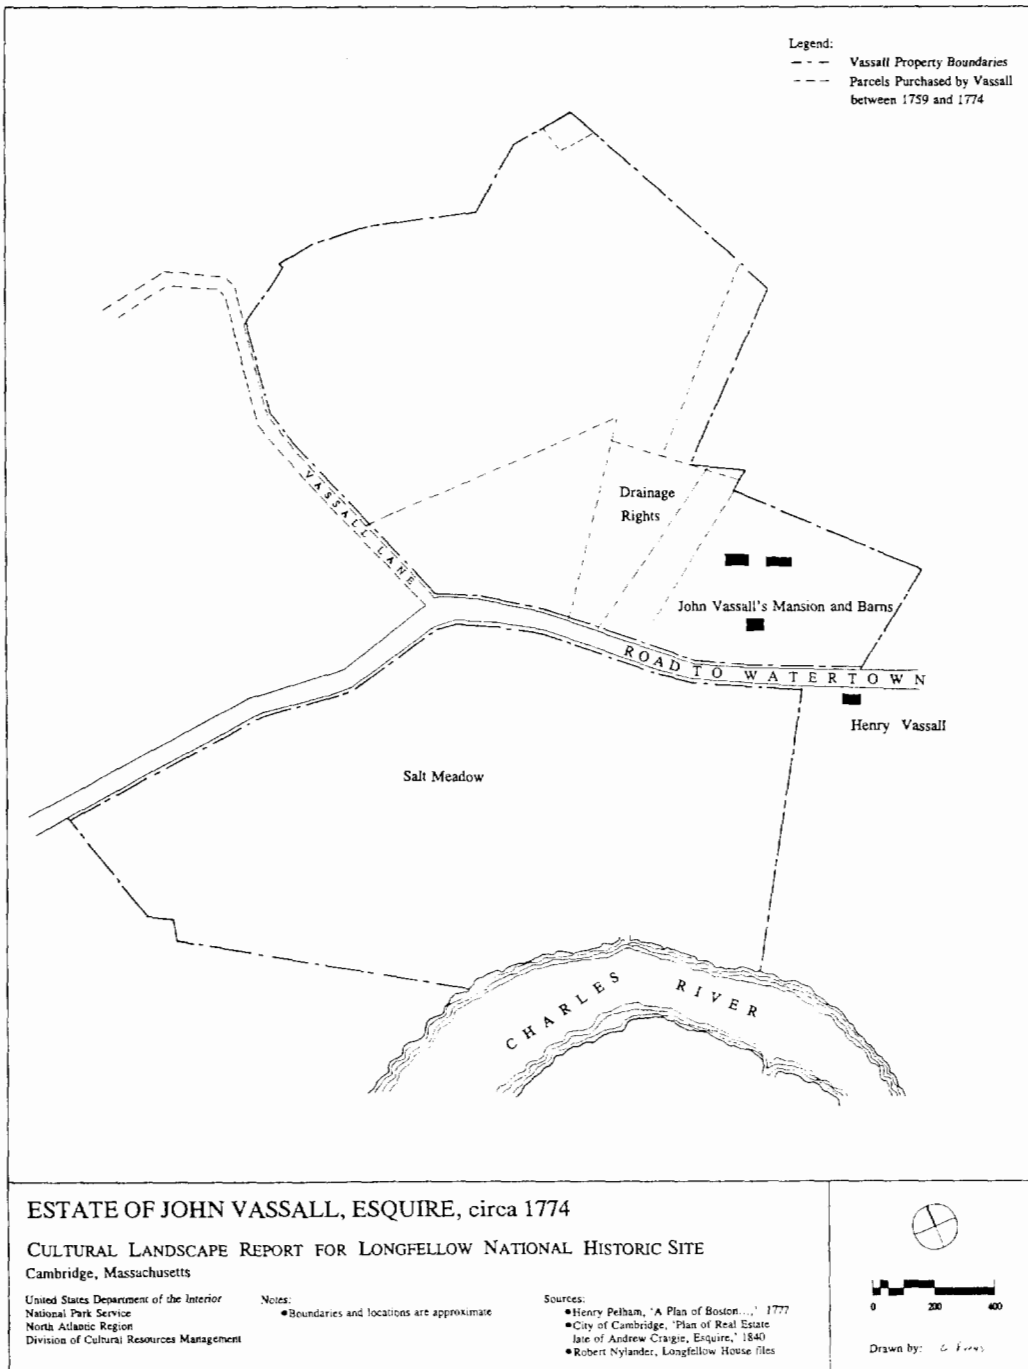 Legend:
Vassall Property Boundaries
Parcels Purchased by Vassall
between 1759 and 1774
VASSALL LANE
Drainage
Rights
John Vassall's Mansion and Barns
ROAD TO WATERTOWN
Henry Vassall
Salt Meadow
CHARLES RIVER
ESTATE OF JOHN VASSALL, ESQUIRE, circa 1774
CULTURAL LANDSCAPE REPORT FOR LONGFELLOW NATIONAL HISTORIC SITE
Cambridge, Massachusetts
United States Department of the Interior
National Park Service
North Atlantic Region
Division of Cultural Resources Management
Notes:
•Boundaries and locations are approximate
Sources:
•Henry Pelham, 'A Plan of Boston...,' 1777
•City of Cambridge, 'Plan of Real Estate
late of Andrew Craigie, Esquire,' 1840
•Robert Nylander, Longfellow House files
0 200 400
Drawn by: